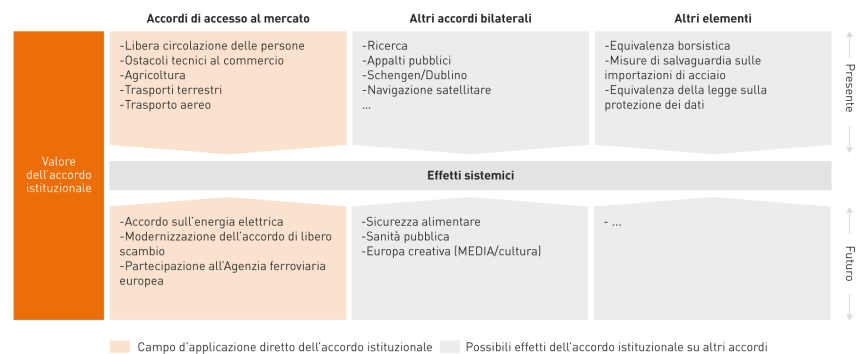 Accordi di accesso al mercato
Altri accordi bilaterali
Altri elementi
Valore
dell'accordo
istituzionale
-Libera circolazione delle persone
-Ostacoli tecnici al commercio
-Agricoltura
-Trasporti terrestri
-Trasporto aereo
-Ricerca
-Appalti pubblici
-Schengen/Dublino
-Navigazione satellitare
...
-Equivalenza borsistica
-Misure di salvaguardia sulle
importazioni di acciaio
-Equivalenza della legge sulla
protezione dei dati
Presente
Effetti sistemici
-Accordo sull'energia elettrica
-Modernizzazione dell'accordo di libero
scambio
-Partecipazione all'Agenzia ferroviaria
europea
-Sicurezza alimentare
-Sanità pubblica
-Europa creativa (MEDIA/cultura)
- ...
Futuro
Campo d'applicazione diretto dell'accordo istituzionale
Possibili effetti dell'accordo istituzionale su altri accordi